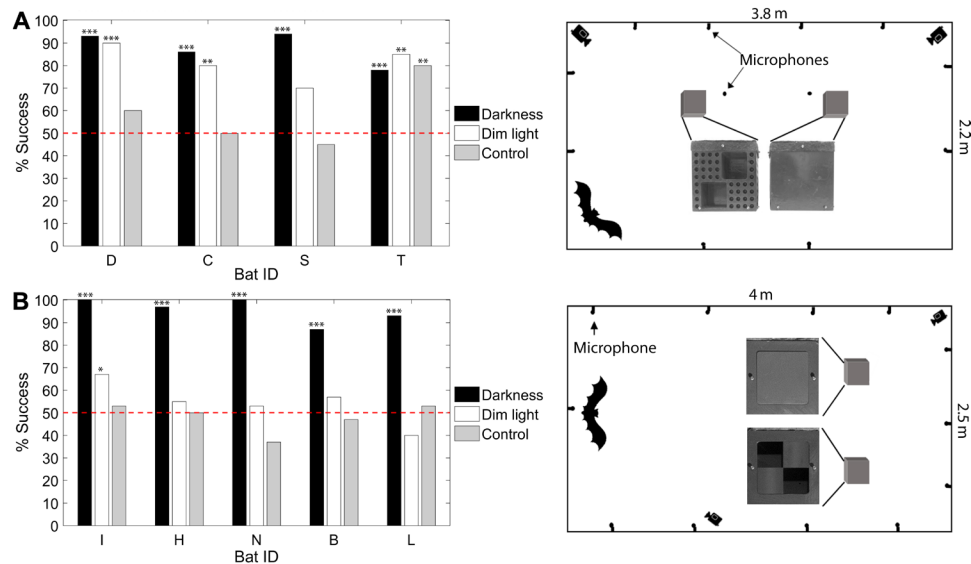 A
% Success
100
90
80
70
60
50
40
30
20
10
0
*** *** *** ** *** *** ** **
D C S T
Bat ID
Darkness
Dim light
Control
3.8 m
Microphones
2.2 m
B
% Success
100
90
80
70
60
50
40
30
20
10
0
*** * *** *** *** ***
I H N B L
Bat ID
Darkness
Dim light
Control
4 m
Microphone
2.5 m